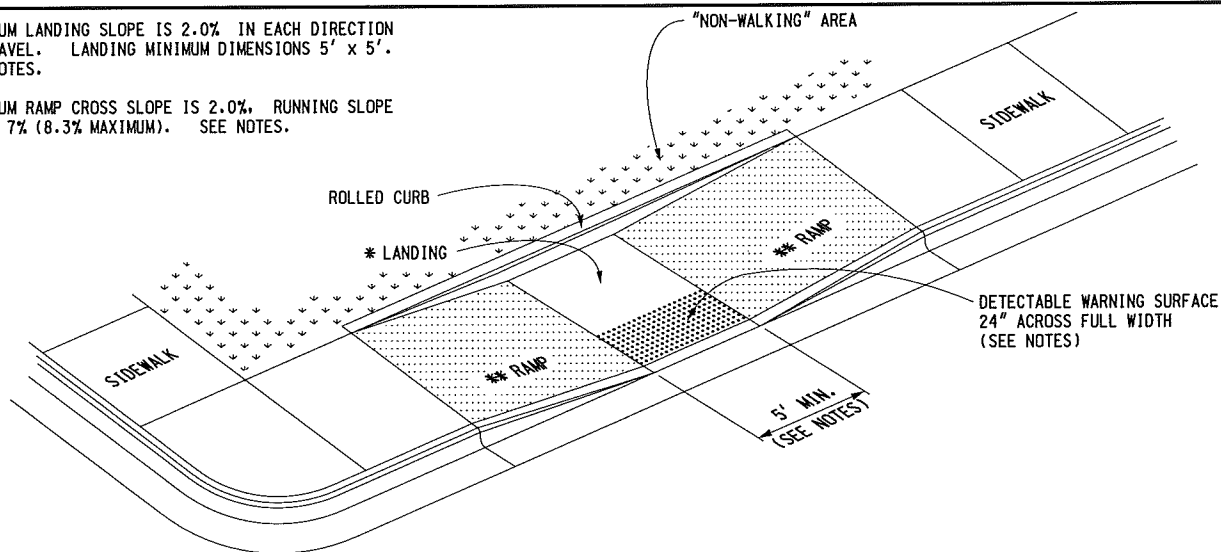 UM LANDING SLOPE IS 2.0% IN EACH DIRECTION
AVEL. LANDING MINIMUM DIMENSIONS 5' x 5'.
OTES.
UM RAMP CROSS SLOPE IS 2.0%. RUNNING SLOPE
7% (8.3% MAXIMUM). SEE NOTES.
"NON-WALKING" AREA
SIDEWALK
ROLLED CURB
* LANDING
** RAMP
DETECTABLE WARNING SURFACE
24" ACROSS FULL WIDTH
(SEE NOTES)
SIDEWALK
** RAMP
5' MIN.
(SEE NOTES)